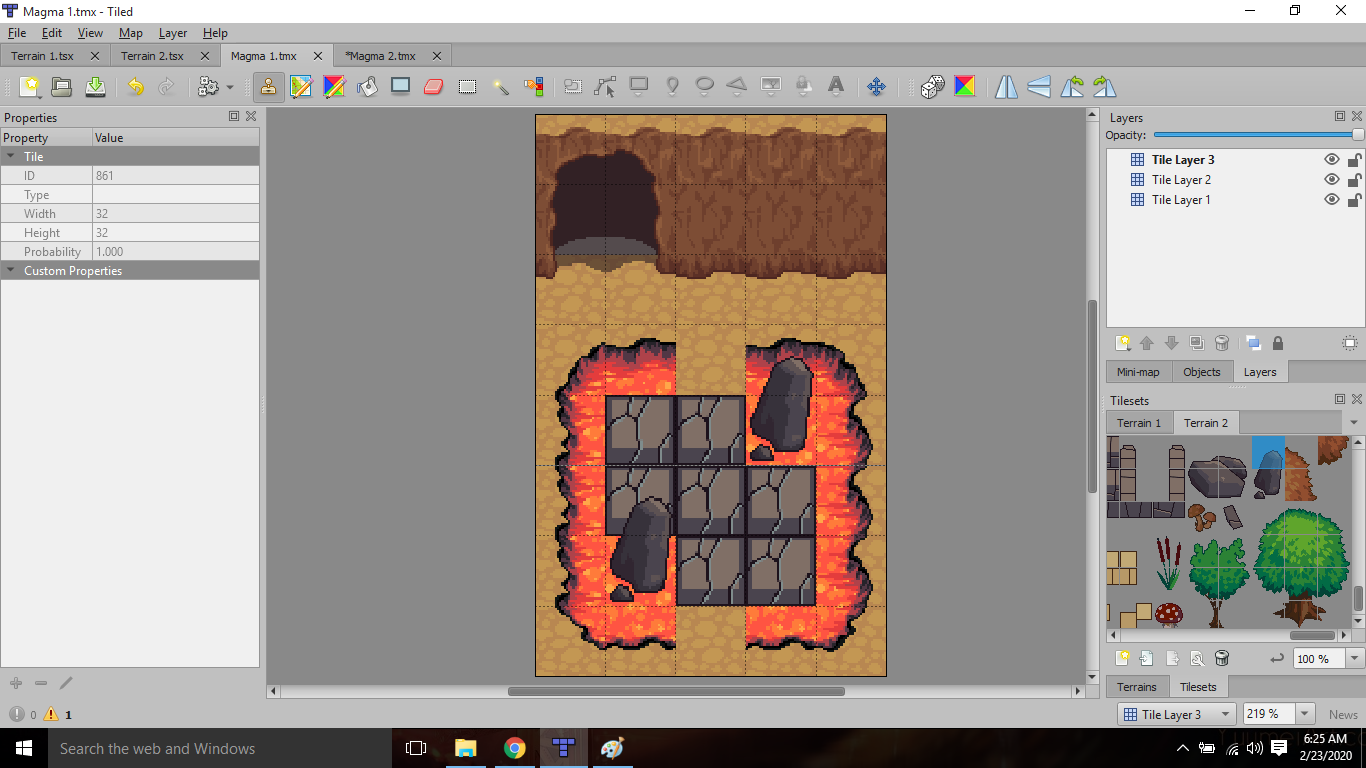 Magma 1.tmx - Tiled
File Edit View Map Layer Help
Terrain 1.tsx Terrain 2.tsx Magma 1.tmx *Magma 2.tmx
Properties
Property Value
Tile
ID 861
Type
Width 32
Height 32
Probability 1.000
Custom Properties
0 1
Layers
Opacity:
Tile Layer 3
Tile Layer 2
Tile Layer 1
Mini-map Objects Layers
Tilesets
Terrain 1 Terrain 2
100 %
Terrains Tilesets
Tile Layer 3 219 % News
Search the web and Windows
6:25 AM
2/23/2020